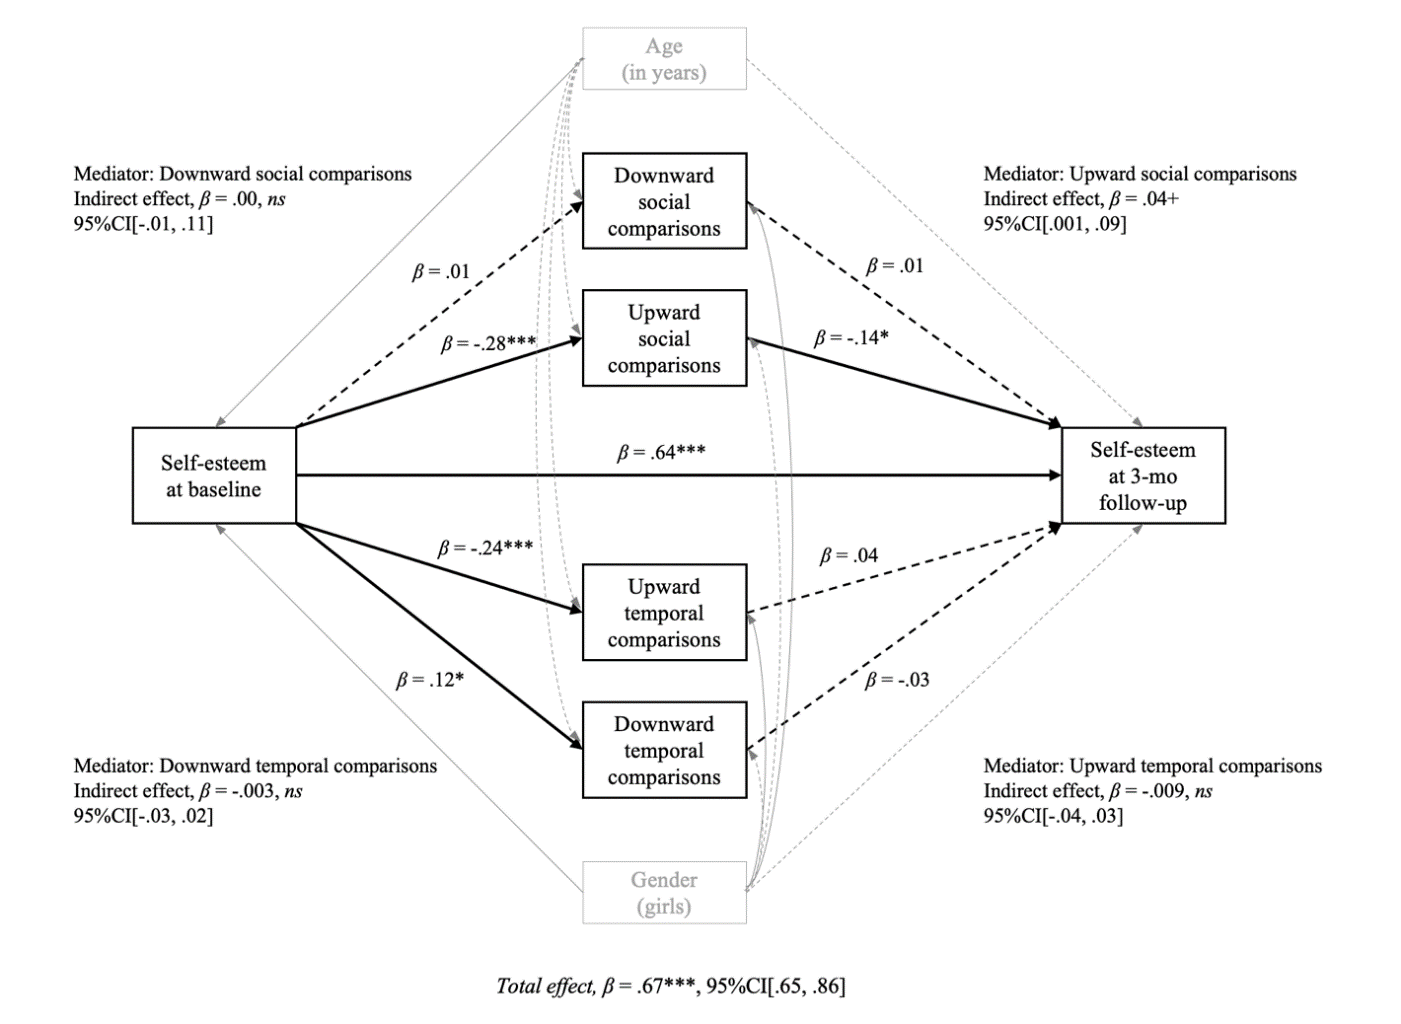 Age
(in years)
Mediator: Downward social comparisons
Indirect effect, β = .00, ns
95%CI[-.01, .11]
Downward
social
comparisons
Mediator: Upward social comparisons
Indirect effect, β = .04+
95%CI[.001, .09]
β = .01
β = .01
Upward
social
comparisons
β = -.28***
β = -.14*
Self-esteem
at baseline
β = .64***
Self-esteem
at 3-mo
follow-up
β = -.24***
β = .04
Upward
temporal
comparisons
β = .12*
β = -.03
Downward
temporal
comparisons
Mediator: Downward temporal comparisons
Indirect effect, β = -.003, ns
95%CI[-.03, .02]
Mediator: Upward temporal comparisons
Indirect effect, β = -.009, ns
95%CI[-.04, .03]
Gender
(girls)
Total effect, β = .67***, 95%CI[.65, .86]